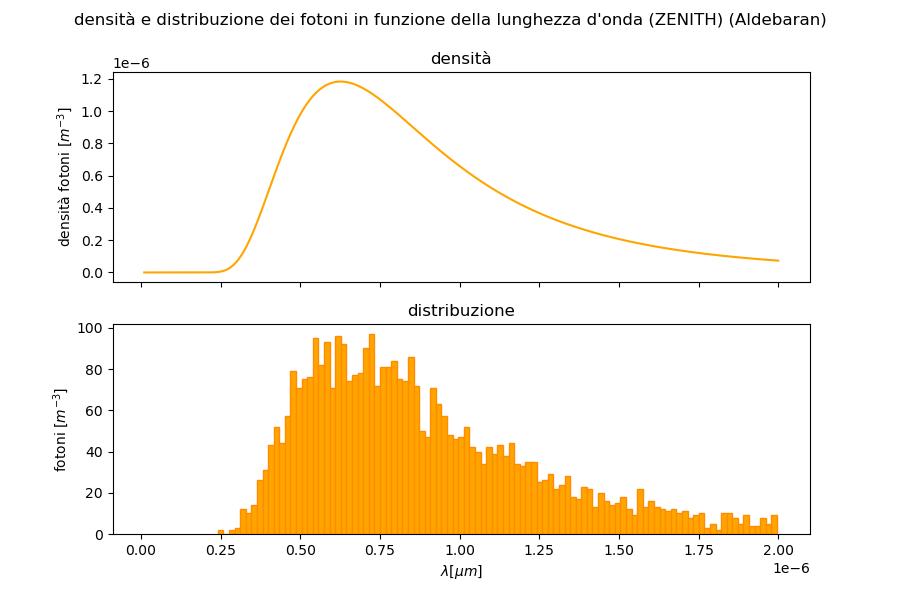 densità e distribuzione dei fotoni in funzione della lunghezza d'onda (ZENITH) (Aldebaran)
densità
1e−6
1.2
1.0
0.8
0.6
0.4
0.2
0.0
densità fotoni [m⁻³]
distribuzione
100
80
60
40
20
0
fotoni [m⁻³]
0.00 0.25 0.50 0.75 1.00 1.25 1.50 1.75 2.00
1e−6
λ[μm]